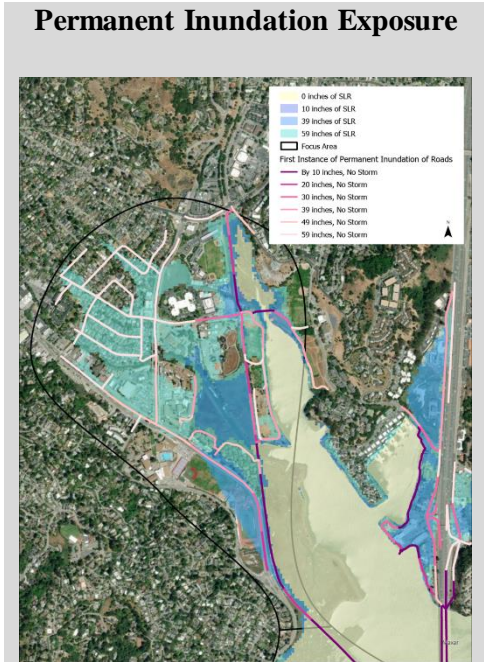 Permanent Inundation Exposure
0 inches of SLR
10 inches of SLR
39 inches of SLR
59 inches of SLR
Focus Area
First Instance of Permanent Inundation of Roads
By 10 inches, No Storm
20 inches, No Storm
30 inches, No Storm
39 inches, No Storm
49 inches, No Storm
59 inches, No Storm
N